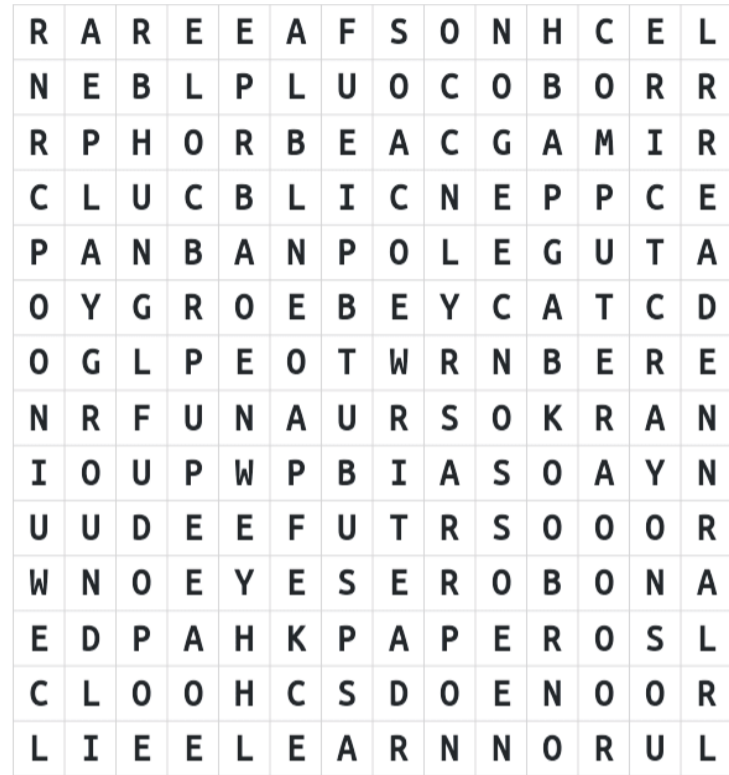 R A R E E A F S O N H C E L
N E B L P L U O C O B O R R
R P H O R B E A C G A M I R
C L U C B L I C N E P P C E
P A N B A N P O L E G U T A
O Y G R O E B E Y C A T C D
O G L P E O T W R N B E R E
N R F U N A U R S O K R A N
I O U P W P B I A S O A Y N
U U D E E F U T R S O O O R
W N O E Y E S E R O B O N A
E D P A H K P A P E R O S L
C L O O H C S D O E N O O R
L I E E L E A R N N O R U L